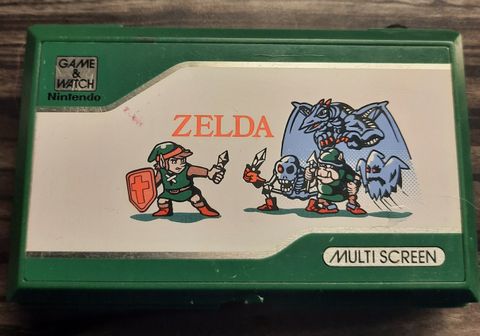 GAME
&
WATCH
Nintendo
ZELDA
MULTI SCREEN